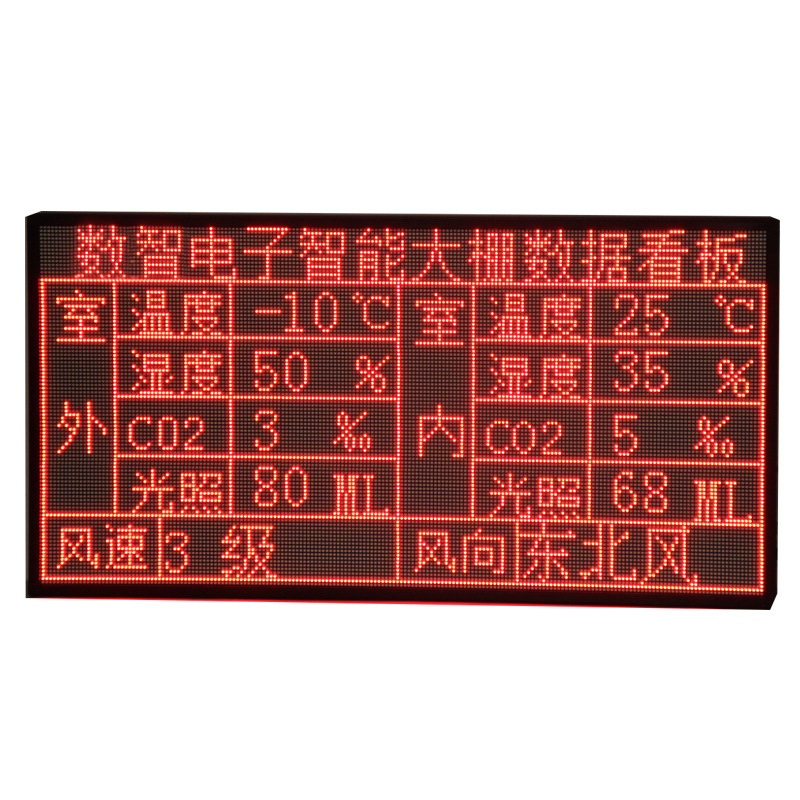 数智电子智能大棚数据看板
室外 温度 -10℃ 室内 温度 25 ℃
湿度 50 % 湿度 35 %
CO2 3 ‰ CO2 5 ‰
光照 80 ML 光照 68 ML
风速 3 级 风向 东北风